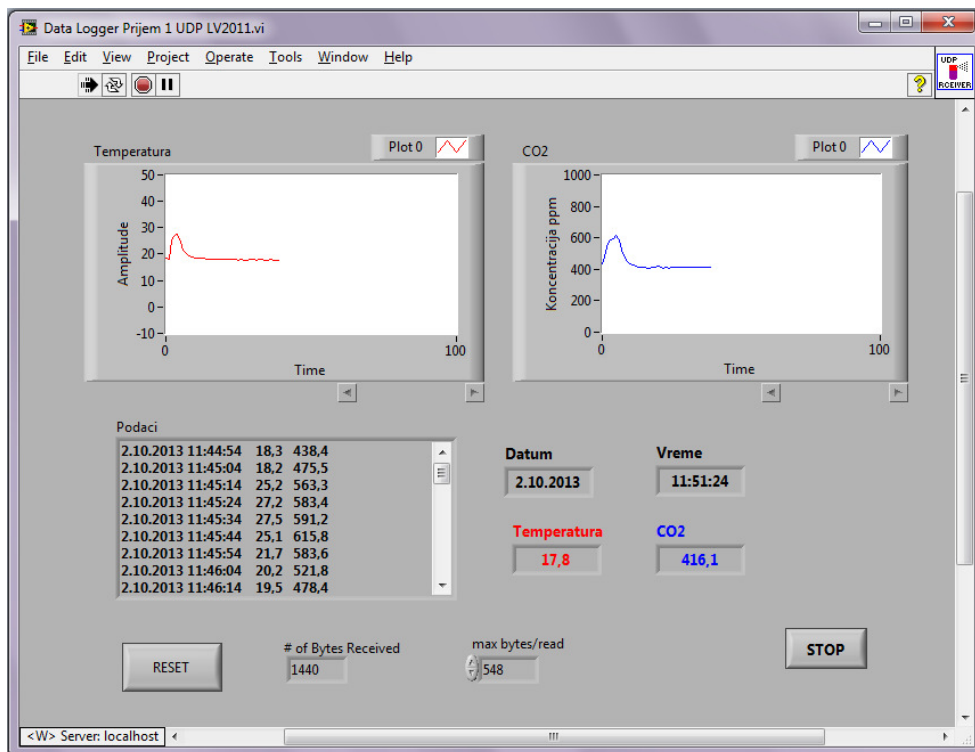 Data Logger Prijem 1 UDP LV2011.vi
File Edit View Project Operate Tools Window Help
UDP
RCEIVER
?
Temperatura
Plot 0
50
40
30
20
10
0
-10
Amplitude
0
100
Time
CO2
Plot 0
1000
800
600
400
200
0
Koncentracija ppm
0
100
Time
Podaci
2.10.2013 11:44:54 18,3 438,4
2.10.2013 11:45:04 18,2 475,5
2.10.2013 11:45:14 25,2 563,3
2.10.2013 11:45:24 27,2 583,4
2.10.2013 11:45:34 27,5 591,2
2.10.2013 11:45:44 25,1 615,8
2.10.2013 11:45:54 21,7 583,6
2.10.2013 11:46:04 20,2 521,8
2.10.2013 11:46:14 19,5 478,4
Datum
2.10.2013
Vreme
11:51:24
Temperatura
17,8
CO2
416,1
RESET
# of Bytes Received
1440
max bytes/read
548
STOP
<W> Server: localhost